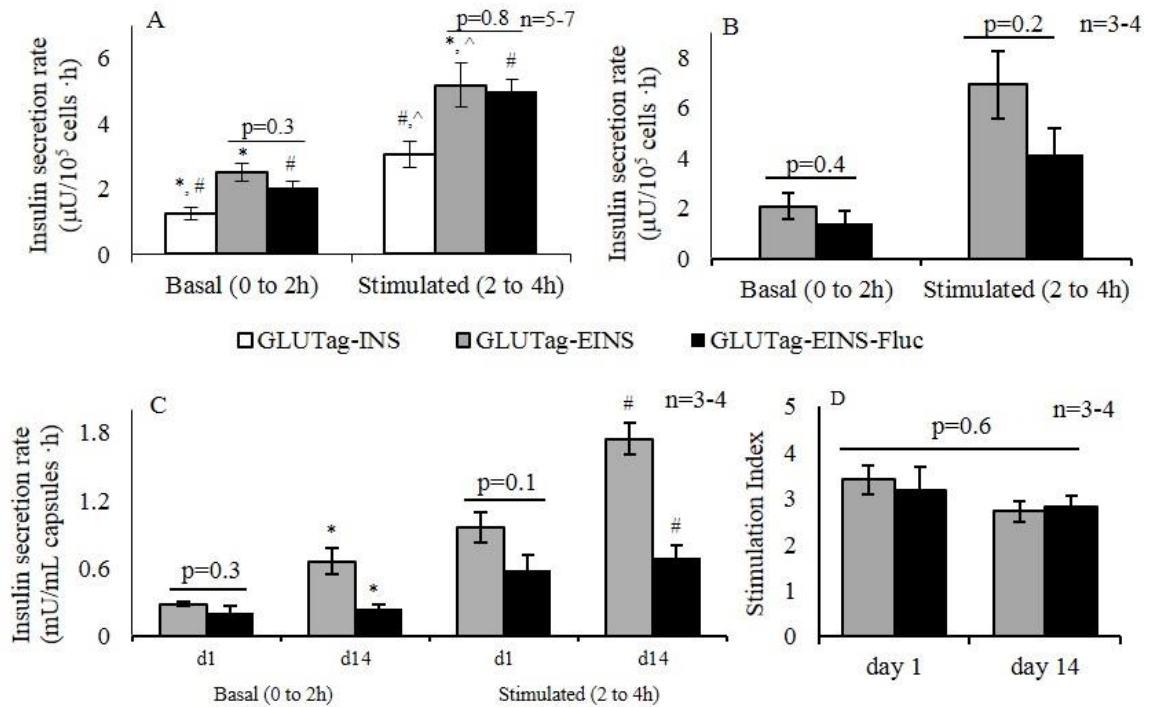 A
p=0.8
n=5-7
Insulin secretion rate
(µU/10⁵ cells ·h)
6
4
2
0
*, #
p=0.3
*
#
#,^
*,^
#
Basal (0 to 2h)
Stimulated (2 to 4h)
B
p=0.2
n=3-4
Insulin secretion rate
(µU/10⁵ cells ·h)
8
6
4
2
0
p=0.4
Basal (0 to 2h)
Stimulated (2 to 4h)
GLUTag-INS
GLUTag-EINS
GLUTag-EINS-Fluc
C
n=3-4
Insulin secretion rate
(mU/mL capsules ·h)
1.8
1.2
0.6
0
p=0.3
*
*
p=0.1
#
#
d1
d14
d1
d14
Basal (0 to 2h)
Stimulated (2 to 4h)
D
n=3-4
Stimulation Index
5
4
3
2
1
0
p=0.6
day 1
day 14